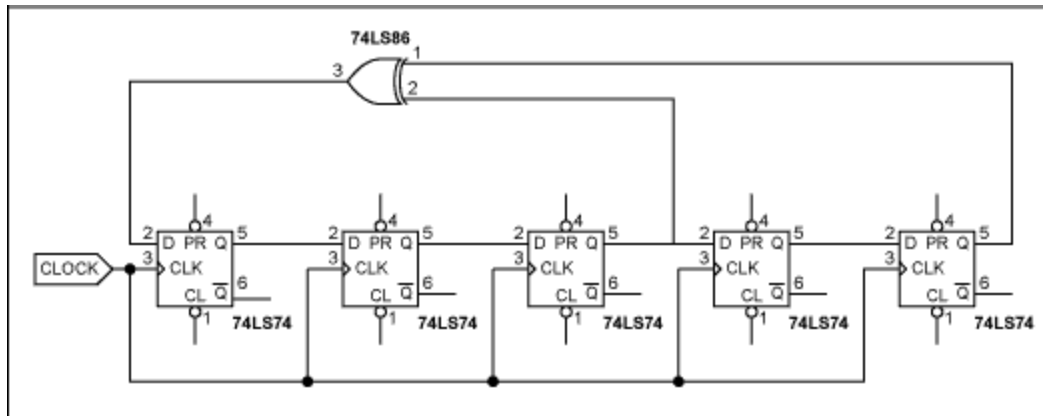 74LS86
1
3
2
4 4 4 4 4
2 D PR Q 5 2 D PR Q 5 2 D PR Q 5 2 D PR Q 5 2 D PR Q 5
CLOCK 3 CLK 3 CLK 3 CLK 3 CLK 3 CLK
CL Q̅ 6 CL Q̅ 6 CL Q̅ 6 CL Q̅ 6 CL Q̅ 6
1 74LS74 1 74LS74 1 74LS74 1 74LS74 1 74LS74